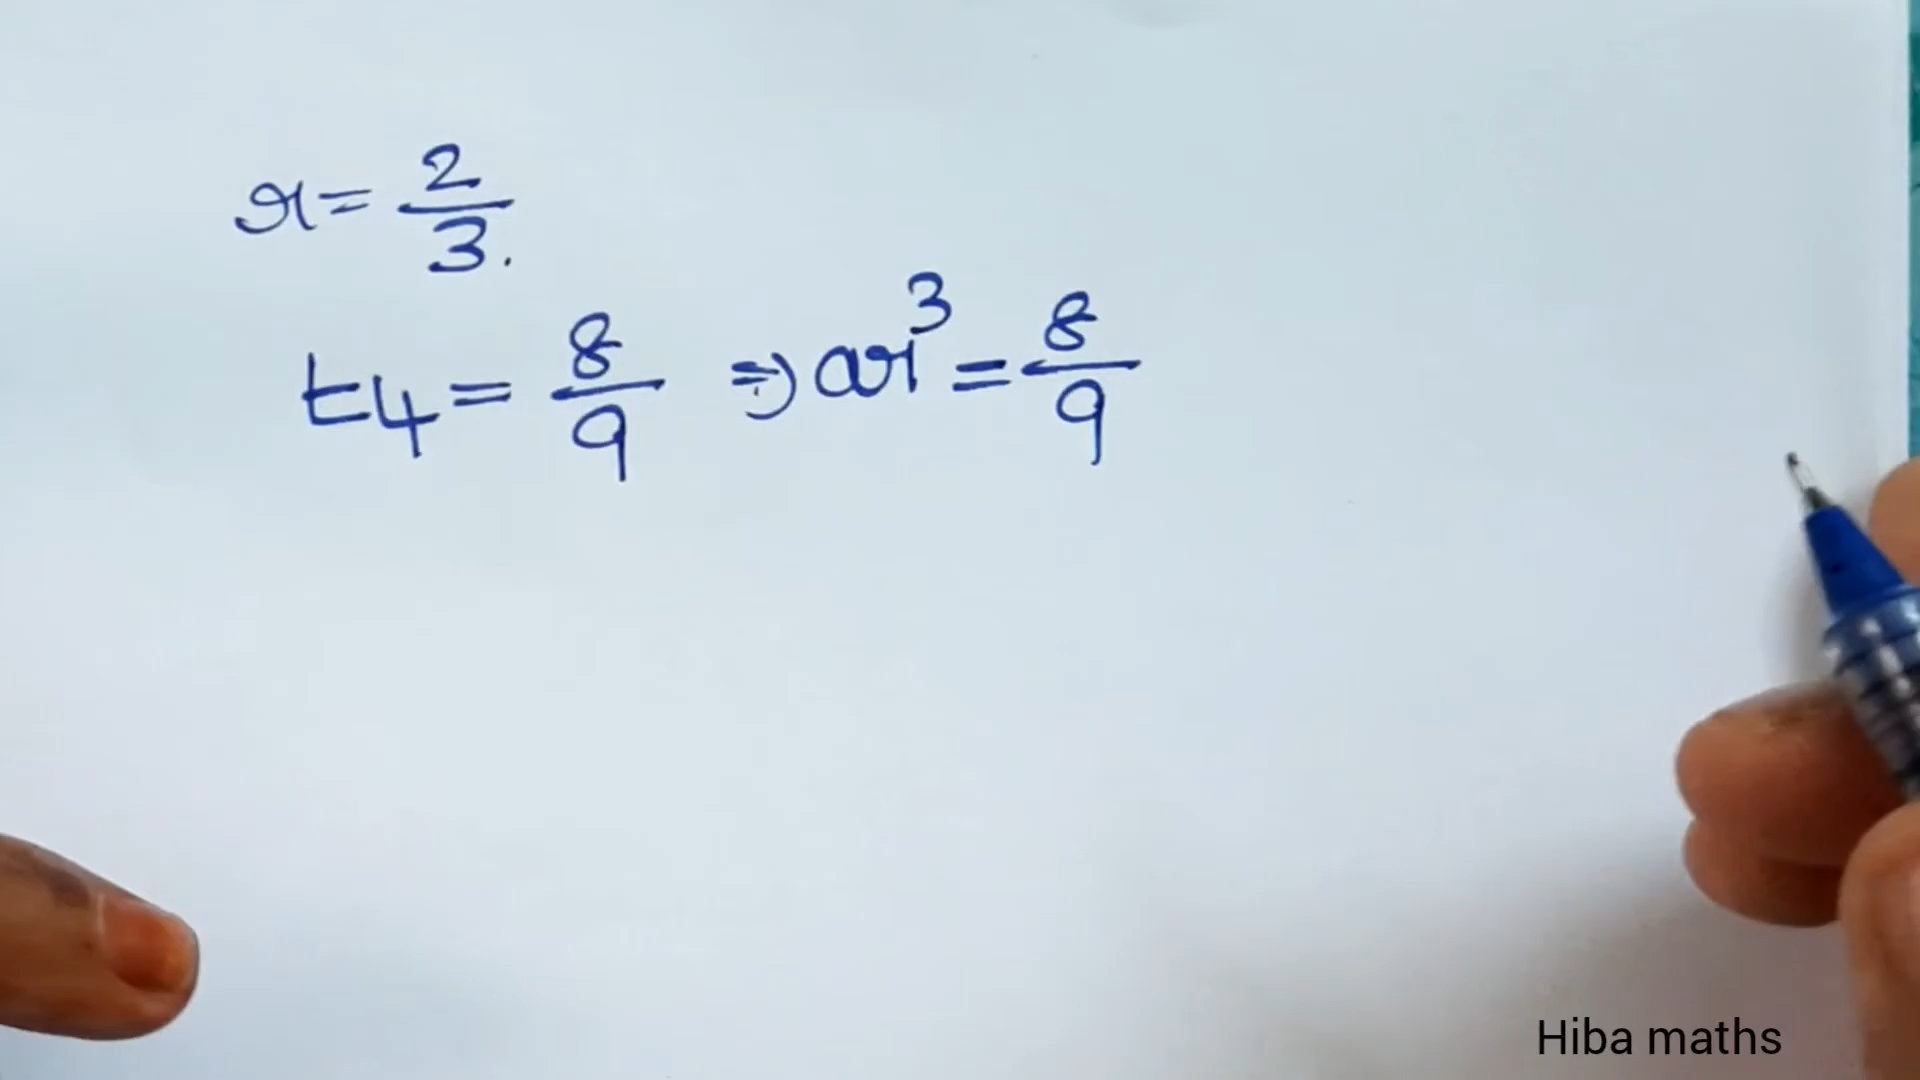 r = 2/3.
t₄ = 8/9 ⇒ ar³ = 8/9
Hiba maths